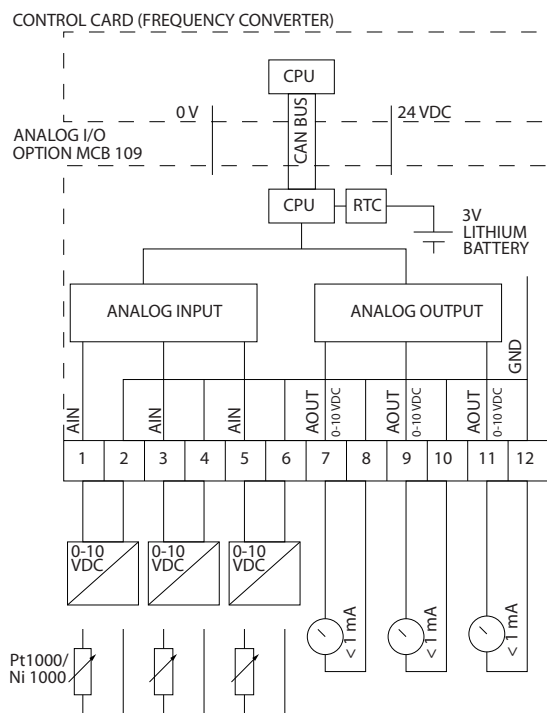 CONTROL CARD (FREQUENCY CONVERTER)
CPU
0 V
24 VDC
CAN BUS
ANALOG I/O
OPTION MCB 109
CPU
RTC
3V
LITHIUM
BATTERY
ANALOG INPUT
ANALOG OUTPUT
GND
AIN
AIN
AIN
AOUT
0-10 VDC
AOUT
0-10 VDC
AOUT
0-10 VDC
1 2 3 4 5 6 7 8 9 10 11 12
0-10
VDC
0-10
VDC
0-10
VDC
< 1 mA
< 1 mA
< 1 mA
Pt1000/
Ni 1000